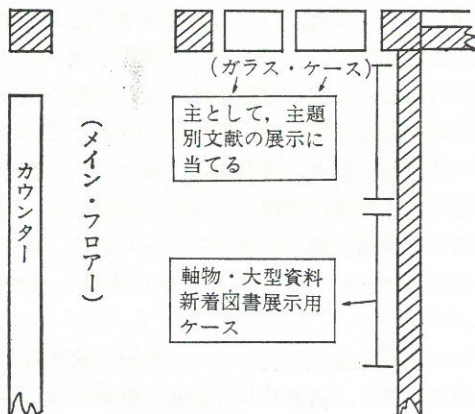 (ガラス・ケース)
主として,主題
別文献の展示に
当てる
(メイン・フロアー)
カウンター
軸物・大型資料
新着図書展示用
ケース